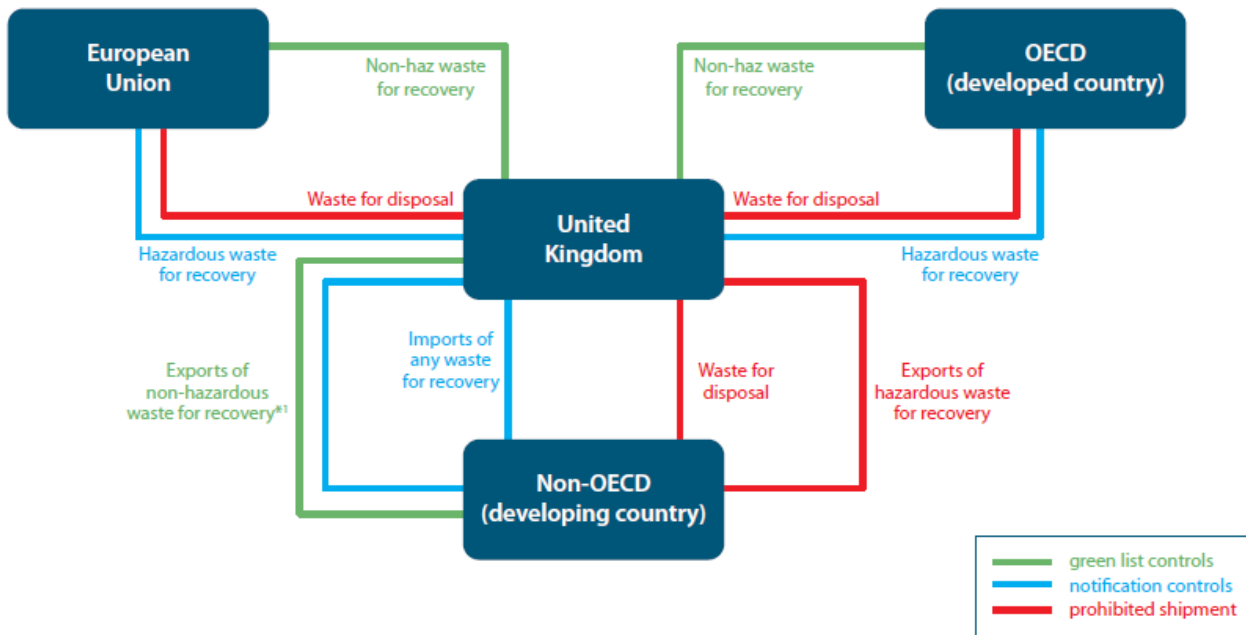 European
Union
Non-haz waste
for recovery
Non-haz waste
for recovery
OECD
(developed country)
Waste for disposal
Waste for disposal
United
Kingdom
Hazardous waste
for recovery
Hazardous waste
for recovery
Exports of
non-hazardous
waste for recovery*¹
Imports of
any waste
for recovery
Waste for
disposal
Exports of
hazardous waste
for recovery
Non-OECD
(developing country)
green list controls
notification controls
prohibited shipment